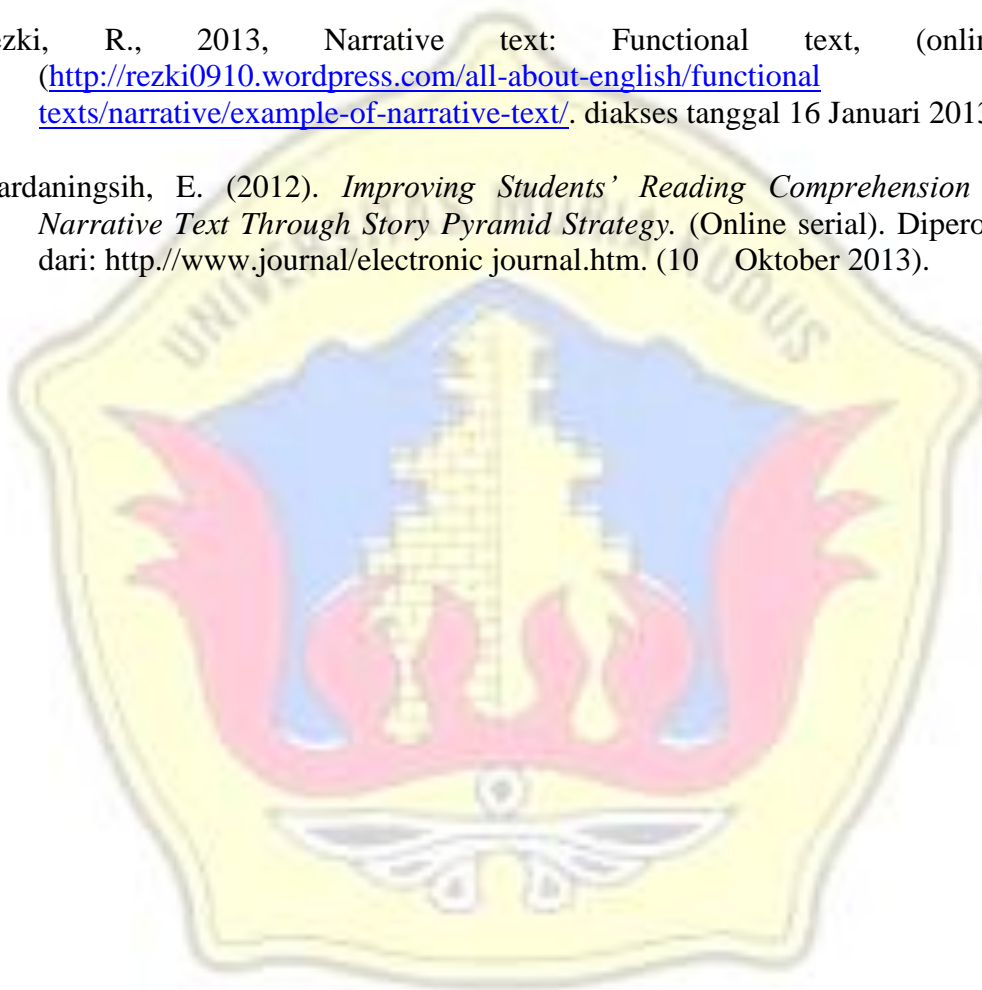 ezki, R., 2013, Narrative text: Functional text, (onlin
(http://rezki0910.wordpress.com/all-about-english/functional
texts/narrative/example-of-narrative-text/. diakses tanggal 16 Januari 2013
ardaningsih, E. (2012). Improving Students’ Reading Comprehension
Narrative Text Through Story Pyramid Strategy. (Online serial). Dipero
dari: http.//www.journal/electronic journal.htm. (10 Oktober 2013).